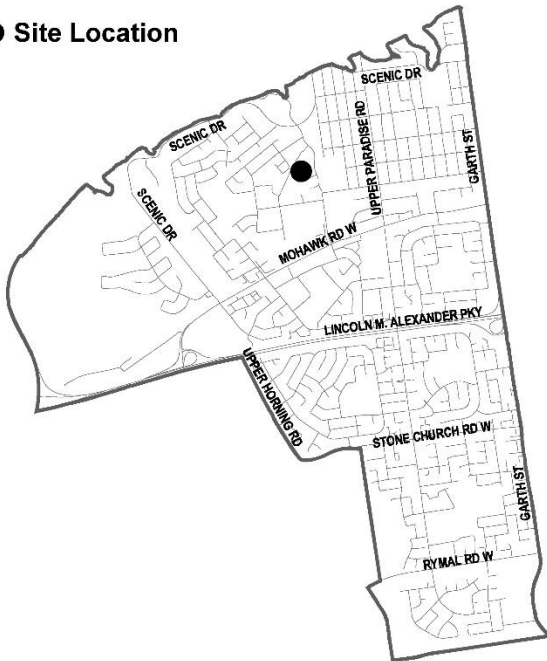 Site Location
SCENIC DR
SCENIC DR
SCENIC DR
UPPER PARADISE RD
GARTH ST
MOHAWK RD W
LINCOLN M. ALEXANDER PKY
UPPER HORNING RD
STONE CHURCH RD W
GARTH ST
RYMAL RD W